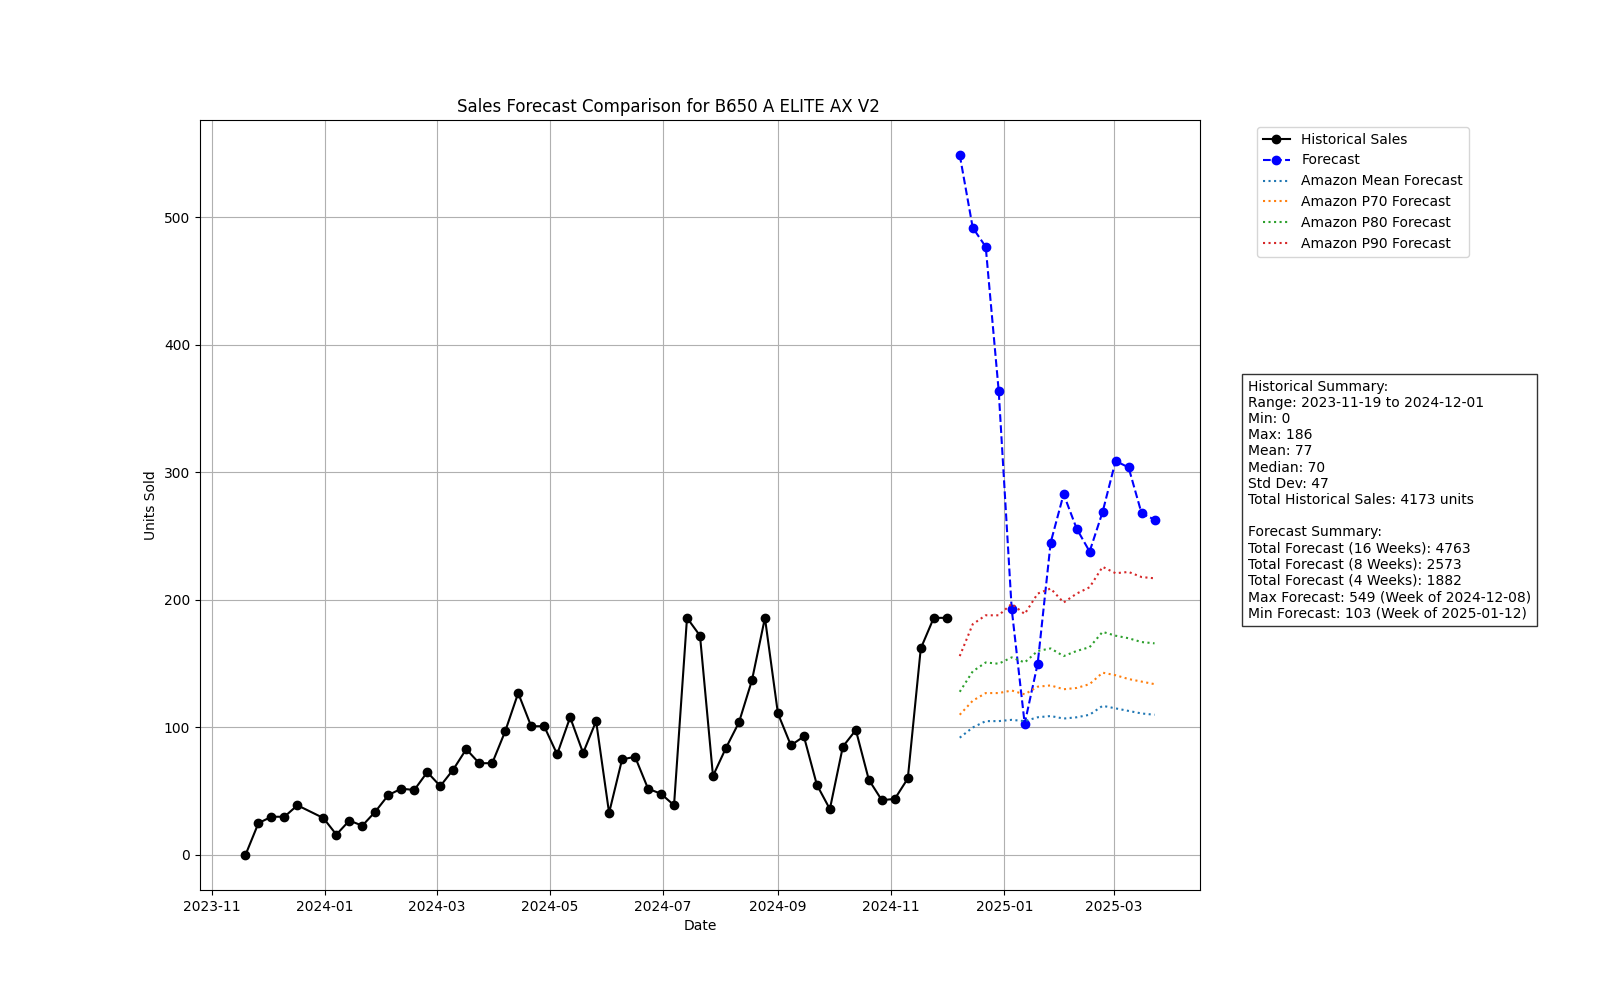 Sales Forecast Comparison for B650 A ELITE AX V2
Units Sold
500
400
300
200
100
0
2023-11
2024-01
2024-03
2024-05
2024-07
2024-09
2024-11
2025-01
2025-03
Date
Historical Sales
Forecast
Amazon Mean Forecast
Amazon P70 Forecast
Amazon P80 Forecast
Amazon P90 Forecast
Historical Summary:
Range: 2023-11-19 to 2024-12-01
Min: 0
Max: 186
Mean: 77
Median: 70
Std Dev: 47
Total Historical Sales: 4173 units
Forecast Summary:
Total Forecast (16 Weeks): 4763
Total Forecast (8 Weeks): 2573
Total Forecast (4 Weeks): 1882
Max Forecast: 549 (Week of 2024-12-08)
Min Forecast: 103 (Week of 2025-01-12)